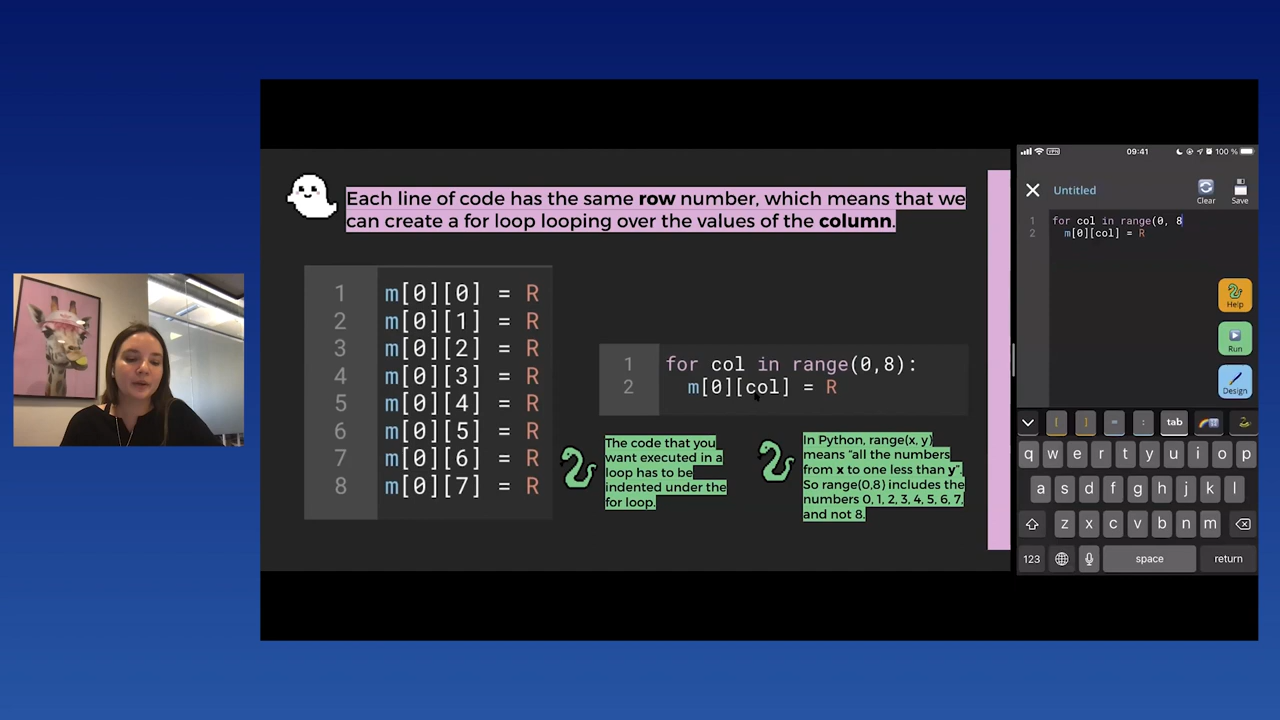 Each line of code has the same row number, which means that we
can create a for loop looping over the values of the column.
1 m[0][0] = R
2 m[0][1] = R
3 m[0][2] = R
4 m[0][3] = R
5 m[0][4] = R
6 m[0][5] = R
7 m[0][6] = R
8 m[0][7] = R
1 for col in range(0,8):
2 m[0][col] = R
The code that you
want executed in a
loop has to be
indented under the
for loop.
In Python, range(x, y)
means "all the numbers
from x to one less than y".
So range(0,8) includes the
numbers 0, 1, 2, 3, 4, 5, 6, 7,
and not 8.
VPN 09:41 100 %
Untitled
Clear Save
1 for col in range(0, 8
2 m[0][col] = R
Help
Run
Design
[ ] = : tab
q w e r t y u i o p
a s d f g h j k l
z x c v b n m
123 space return